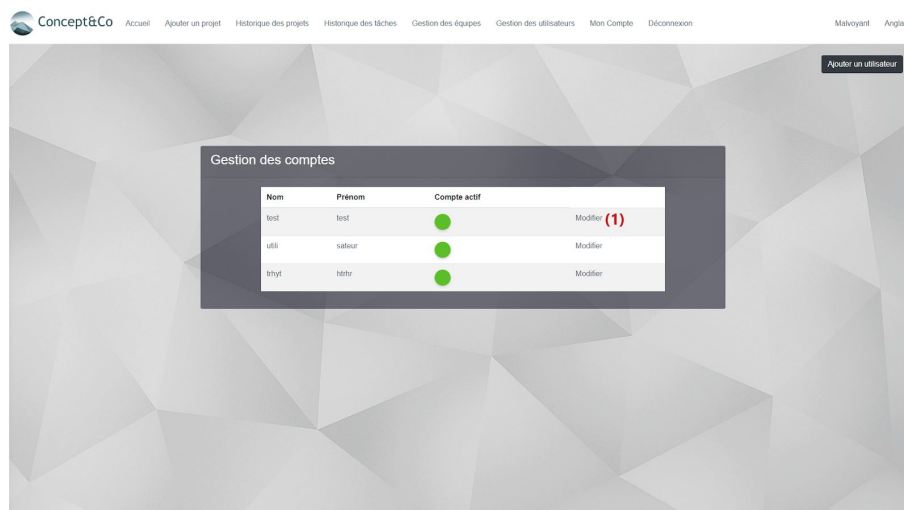 Concept&Co Accueil Ajouter un projet Historique des projets Historique des tâches Gestion des équipes Gestion des utilisateurs Mon Compte Déconnexion Malvoyant Angla
Ajouter un utilisateur
Gestion des comptes
Nom Prénom Compte actif
test test Modifier (1)
utili sateur Modifier
trhyt htrhr Modifier